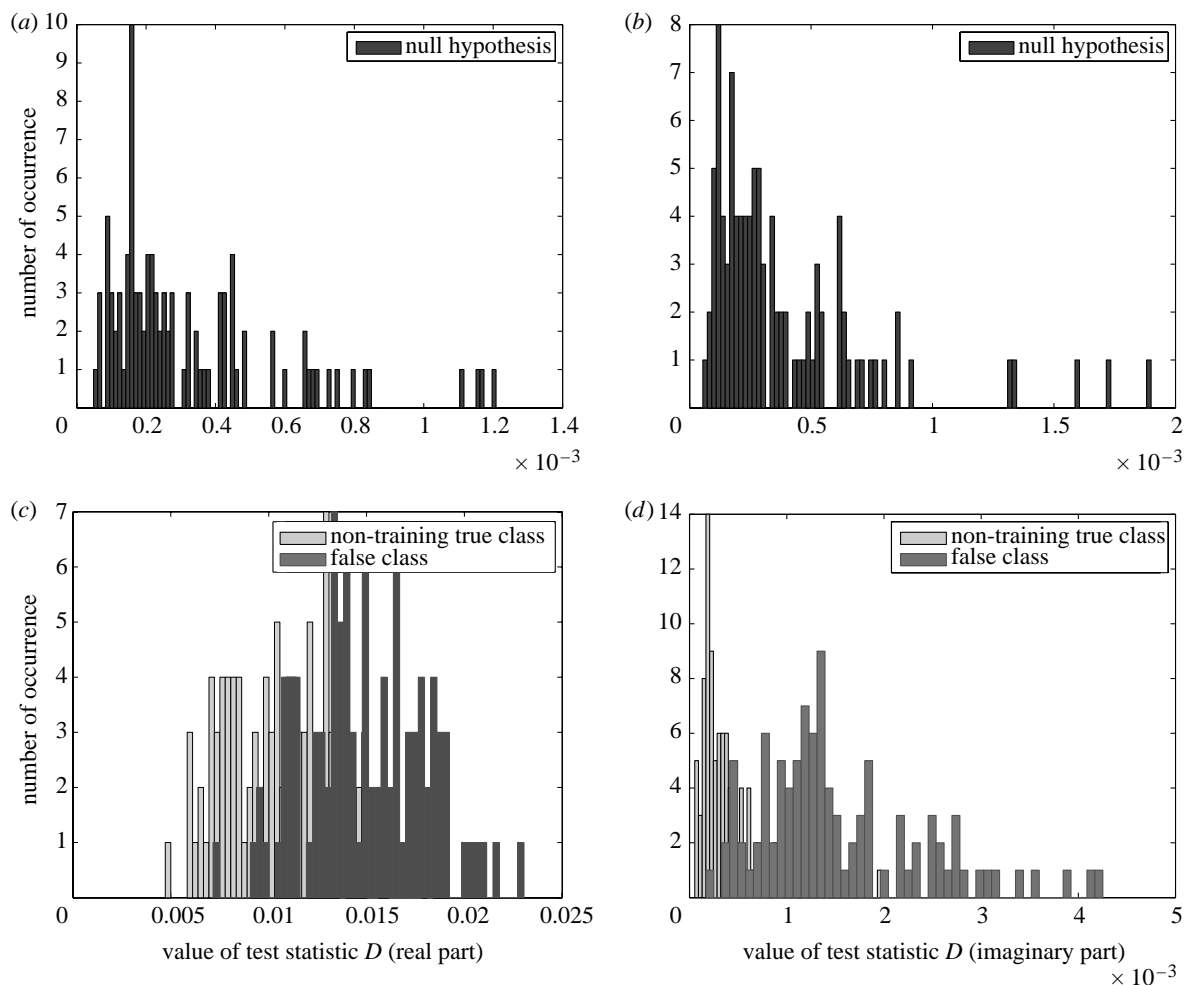 (a)
10
9
8
7
6
5
4
3
2
1
0
number of occurrence
null hypothesis
0.2 0.4 0.6 0.8 1 1.2 1.4
× 10−3
(b)
8
7
6
5
4
3
2
1
0
null hypothesis
0.5 1 1.5 2
× 10−3
(c)
7
6
5
4
3
2
1
0
number of occurrence
non-training true class
false class
0.005 0.01 0.015 0.02 0.025
value of test statistic D (real part)
(d)
14
12
10
8
6
4
2
0
non-training true class
false class
1 2 3 4 5
value of test statistic D (imaginary part)
× 10−3